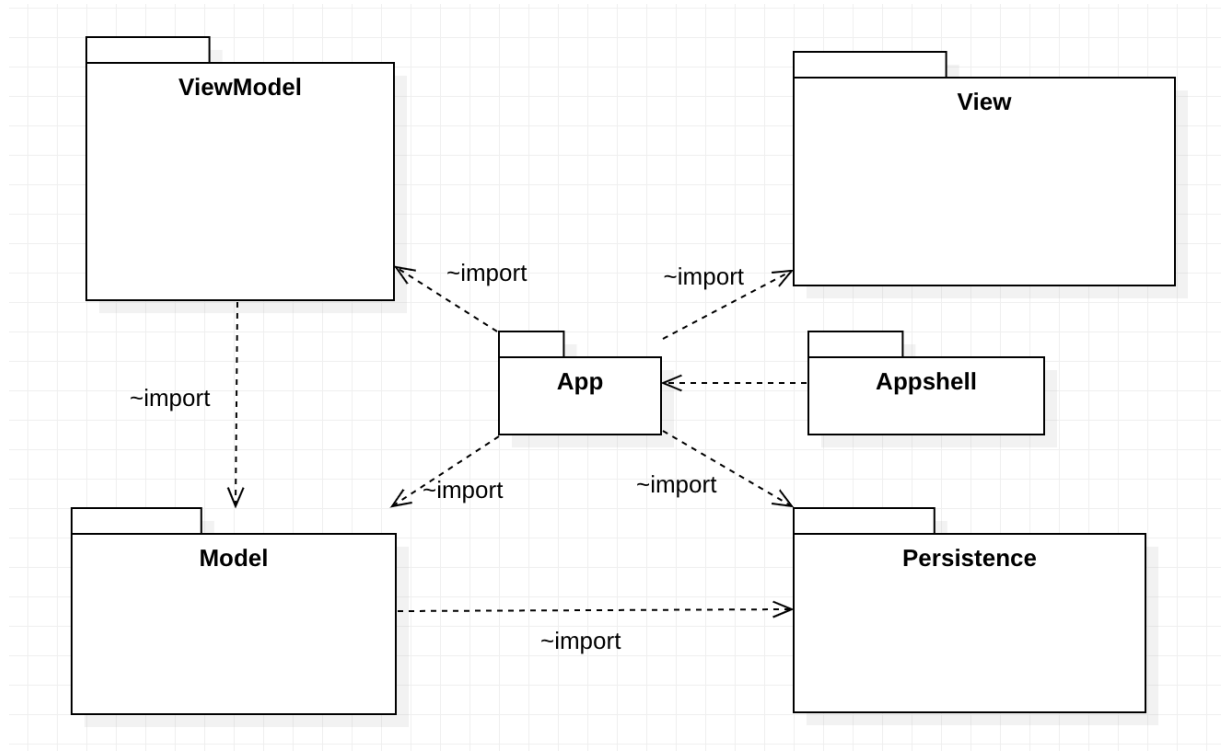 ViewModel
View
~import
~import
App
Appshell
~import
~import
~import
Model
Persistence
~import